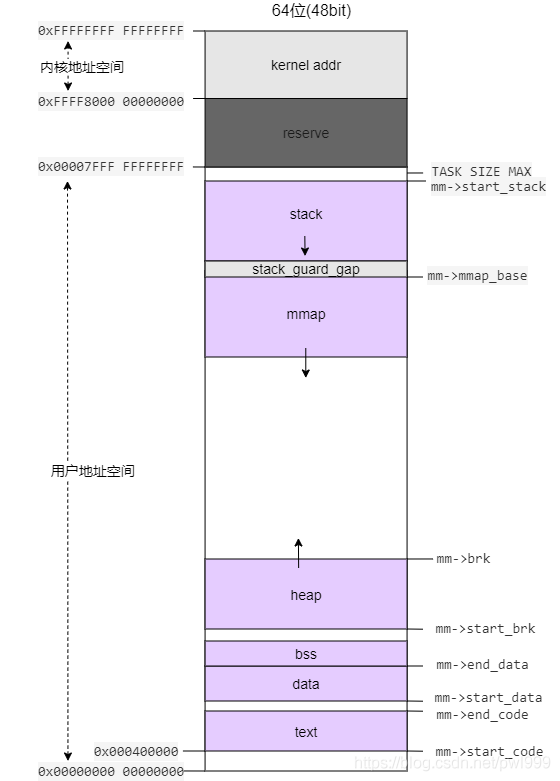 64位(48bit)
0xFFFFFFFF FFFFFFFF
内核地址空间
kernel addr
0xFFFF8000 00000000
reserve
0x00007FFF FFFFFFFF
TASK SIZE MAX
mm->start_stack
stack
stack_guard_gap
mm->mmap_base
mmap
用户地址空间
mm->brk
heap
mm->start_brk
bss
mm->end_data
data
mm->start_data
mm->end_code
text
0x000400000
mm->start_code
https://blog.csdn.net/pwl999
0x00000000 00000000